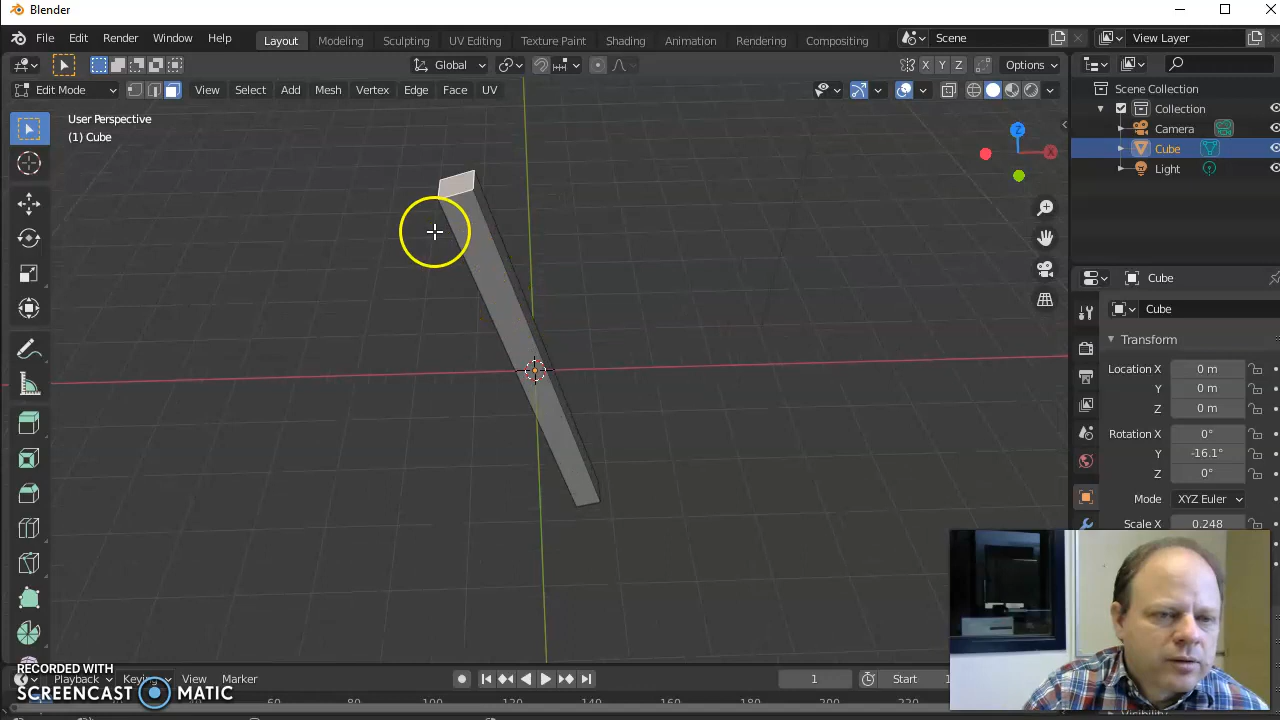 Blender
File Edit Render Window Help Layout Modeling Sculpting UV Editing Texture Paint Shading Animation Rendering Compositing Scene View Layer
Global X Y Z Options
Edit Mode View Select Add Mesh Vertex Edge Face UV
User Perspective
(1) Cube
Z
X
Scene Collection
Collection
Camera
Cube
Light
Cube
Cube
Transform
Location X 0 m
Y 0 m
Z 0 m
Rotation X 0°
Y -16.1°
Z 0°
Mode XYZ Euler
Scale X 0.248
RECORDED WITH
SCREENCAST MATIC
Playback Keying View Marker 1 Start
60 80 100 120 140 160 180 200 220